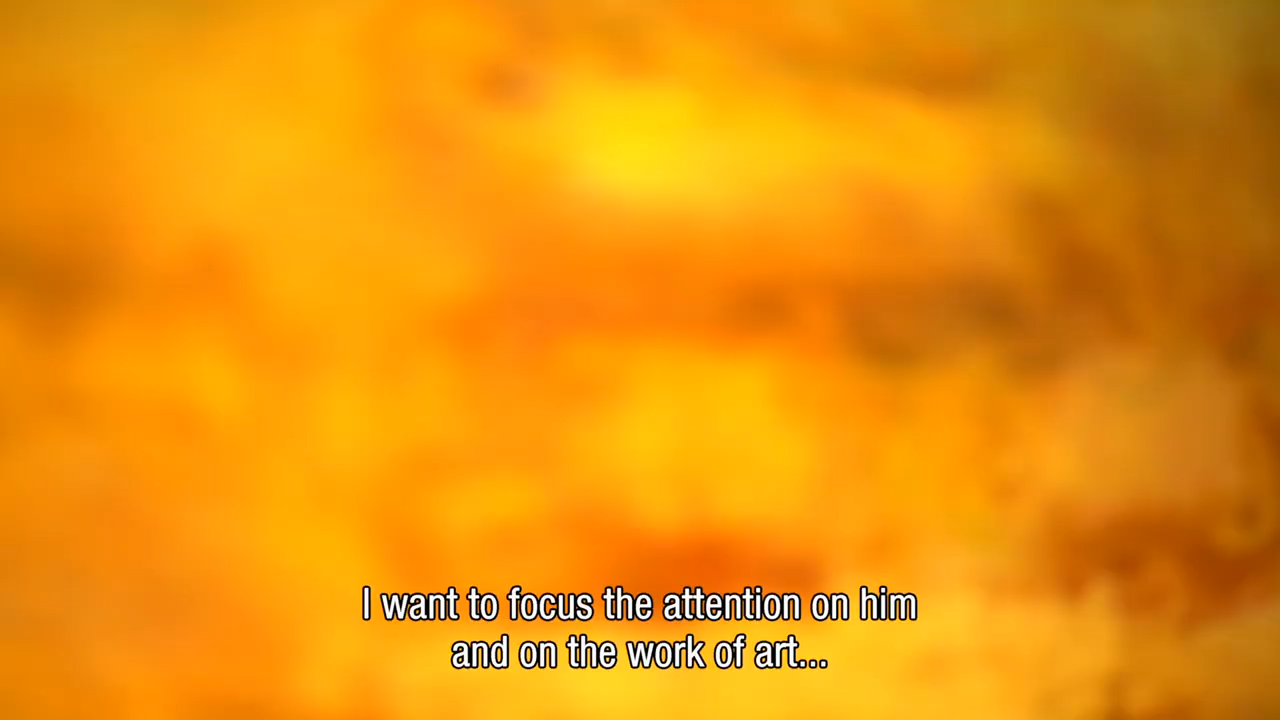 I want to focus the attention on him
and on the work of art...